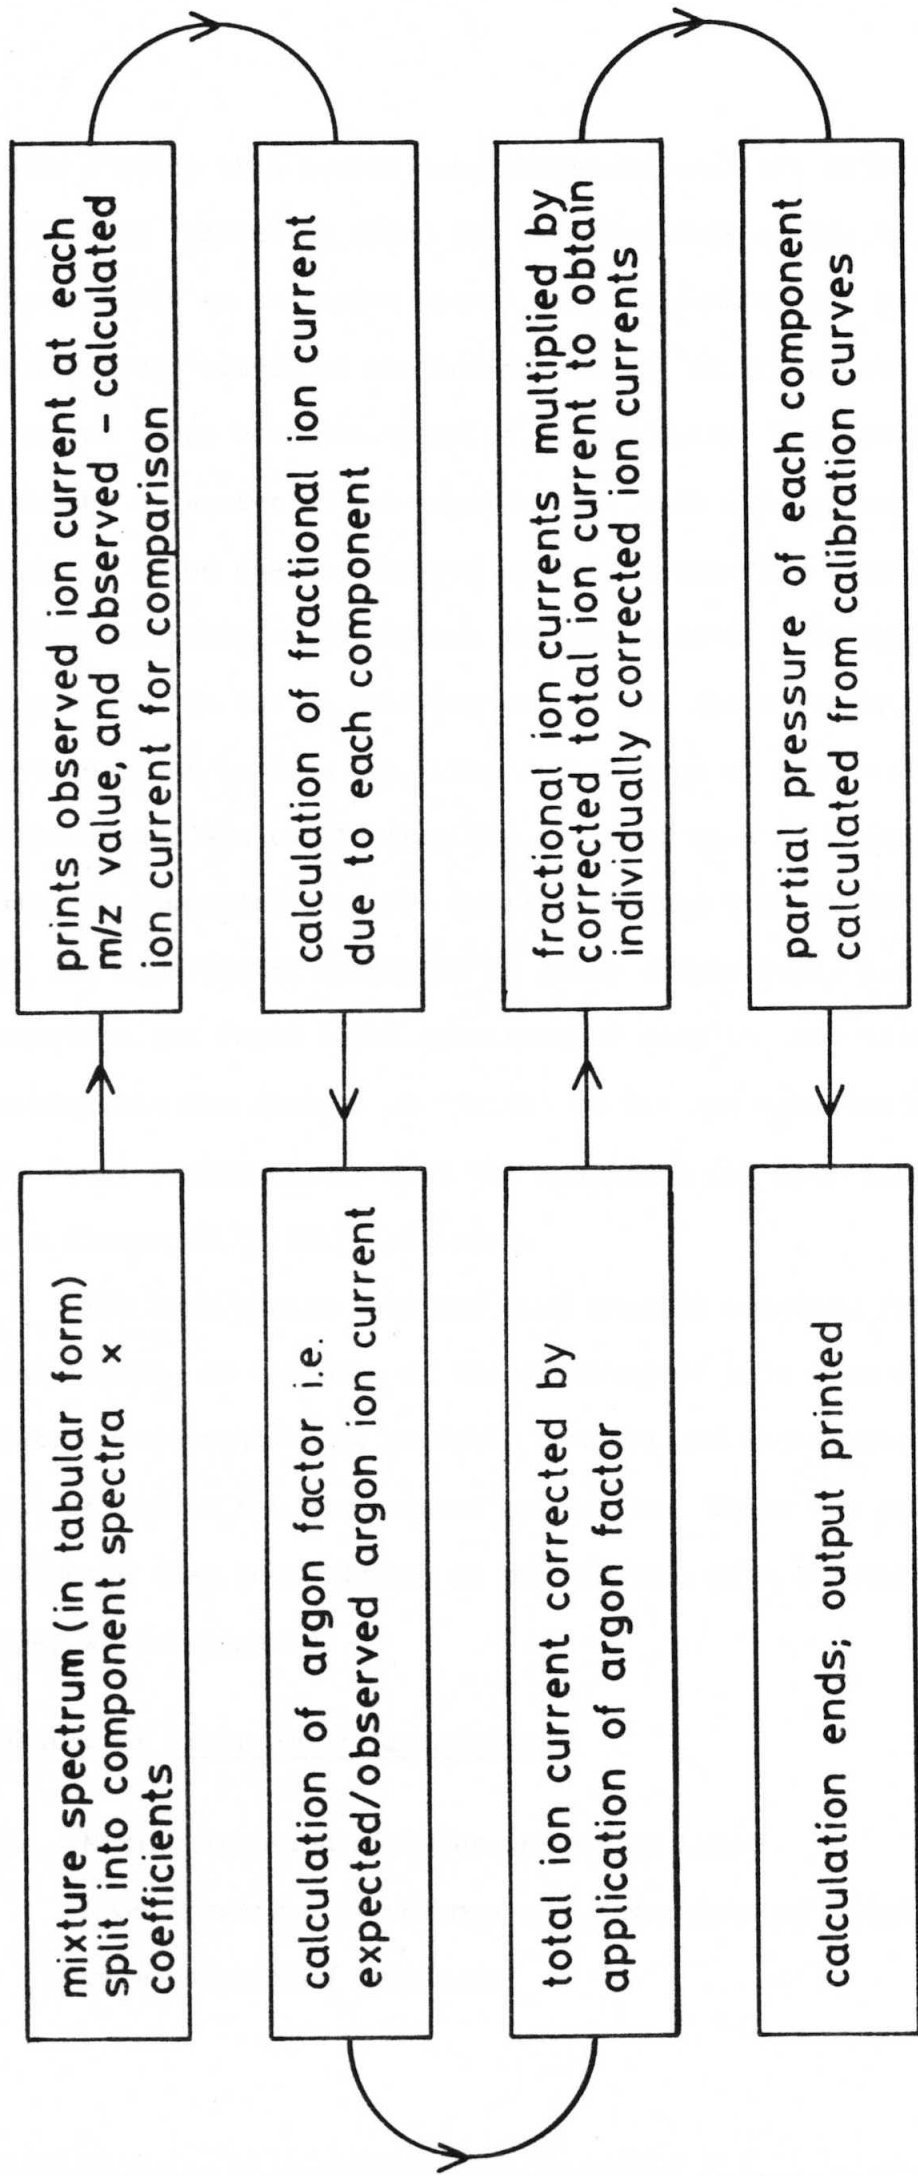 mixture spectrum (in tabular form)
split into component spectra x
coefficients
prints observed ion current at each
m/z value, and observed – calculated
ion current for comparison
calculation of fractional ion current
due to each component
calculation of argon factor i.e.
expected/observed argon ion current
total ion current corrected by
application of argon factor
fractional ion currents multiplied by
corrected total ion current to obtain
individually corrected ion currents
partial pressure of each component
calculated from calibration curves
calculation ends; output printed